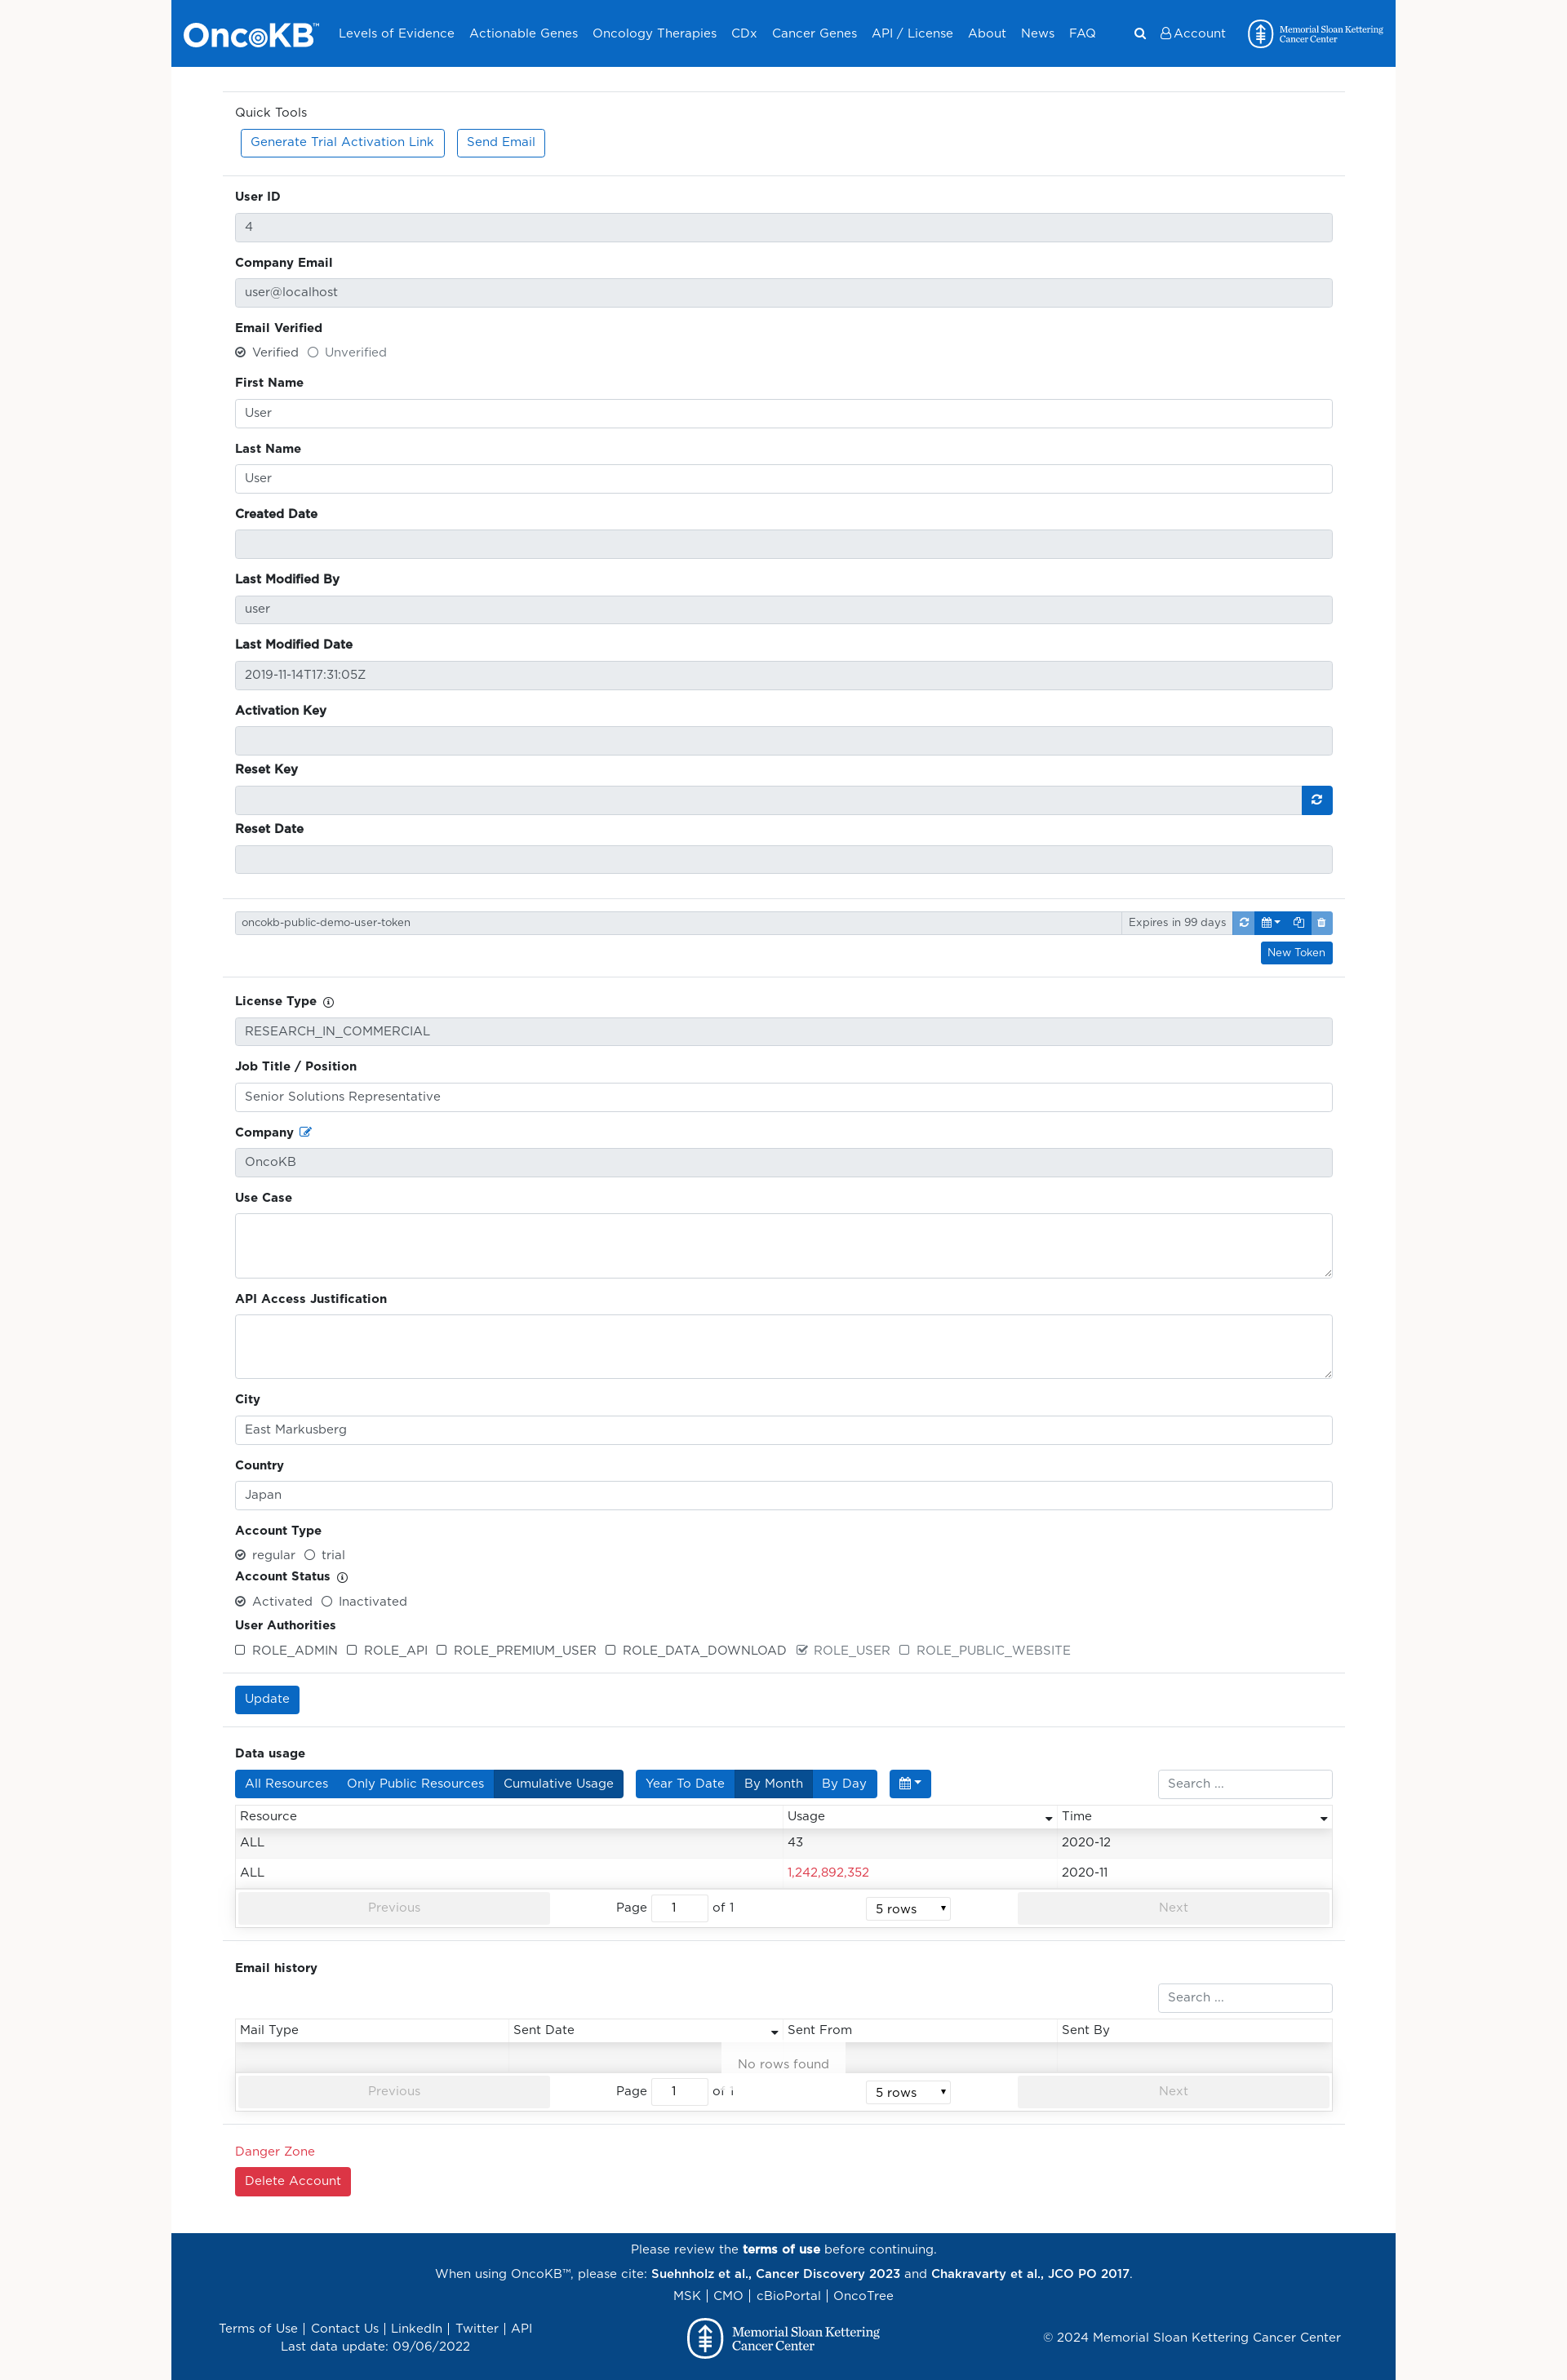 OncoKB™ Levels of Evidence Actionable Genes Oncology Therapies CDx Cancer Genes API / License About News FAQ Account Memorial Sloan Kettering Cancer Center
Quick Tools
Generate Trial Activation Link Send Email
User ID
4
Company Email
user@localhost
Email Verified
Verified Unverified
First Name
User
Last Name
User
Created Date
Last Modified By
user
Last Modified Date
2019-11-14T17:31:05Z
Activation Key
Reset Key
Reset Date
oncokb-public-demo-user-token Expires in 99 days
New Token
License Type
RESEARCH_IN_COMMERCIAL
Job Title / Position
Senior Solutions Representative
Company
OncoKB
Use Case
API Access Justification
City
East Markusberg
Country
Japan
Account Type
regular trial
Account Status
Activated Inactivated
User Authorities
ROLE_ADMIN ROLE_API ROLE_PREMIUM_USER ROLE_DATA_DOWNLOAD ROLE_USER ROLE_PUBLIC_WEBSITE
Update
Data usage
All Resources Only Public Resources Cumulative Usage Year To Date By Month By Day Search ...
Resource Usage Time
ALL 43 2020-12
ALL 1,242,892,352 2020-11
Previous Page 1 of 1 5 rows Next
Email history
Search ...
Mail Type Sent Date Sent From Sent By
No rows found
Previous Page 1 of 1 5 rows Next
Danger Zone
Delete Account
Please review the terms of use before continuing.
When using OncoKB™, please cite: Suehnholz et al., Cancer Discovery 2023 and Chakravarty et al., JCO PO 2017.
MSK | CMO | cBioPortal | OncoTree
Terms of Use | Contact Us | LinkedIn | Twitter | API
Last data update: 09/06/2022
Memorial Sloan Kettering
Cancer Center
© 2024 Memorial Sloan Kettering Cancer Center